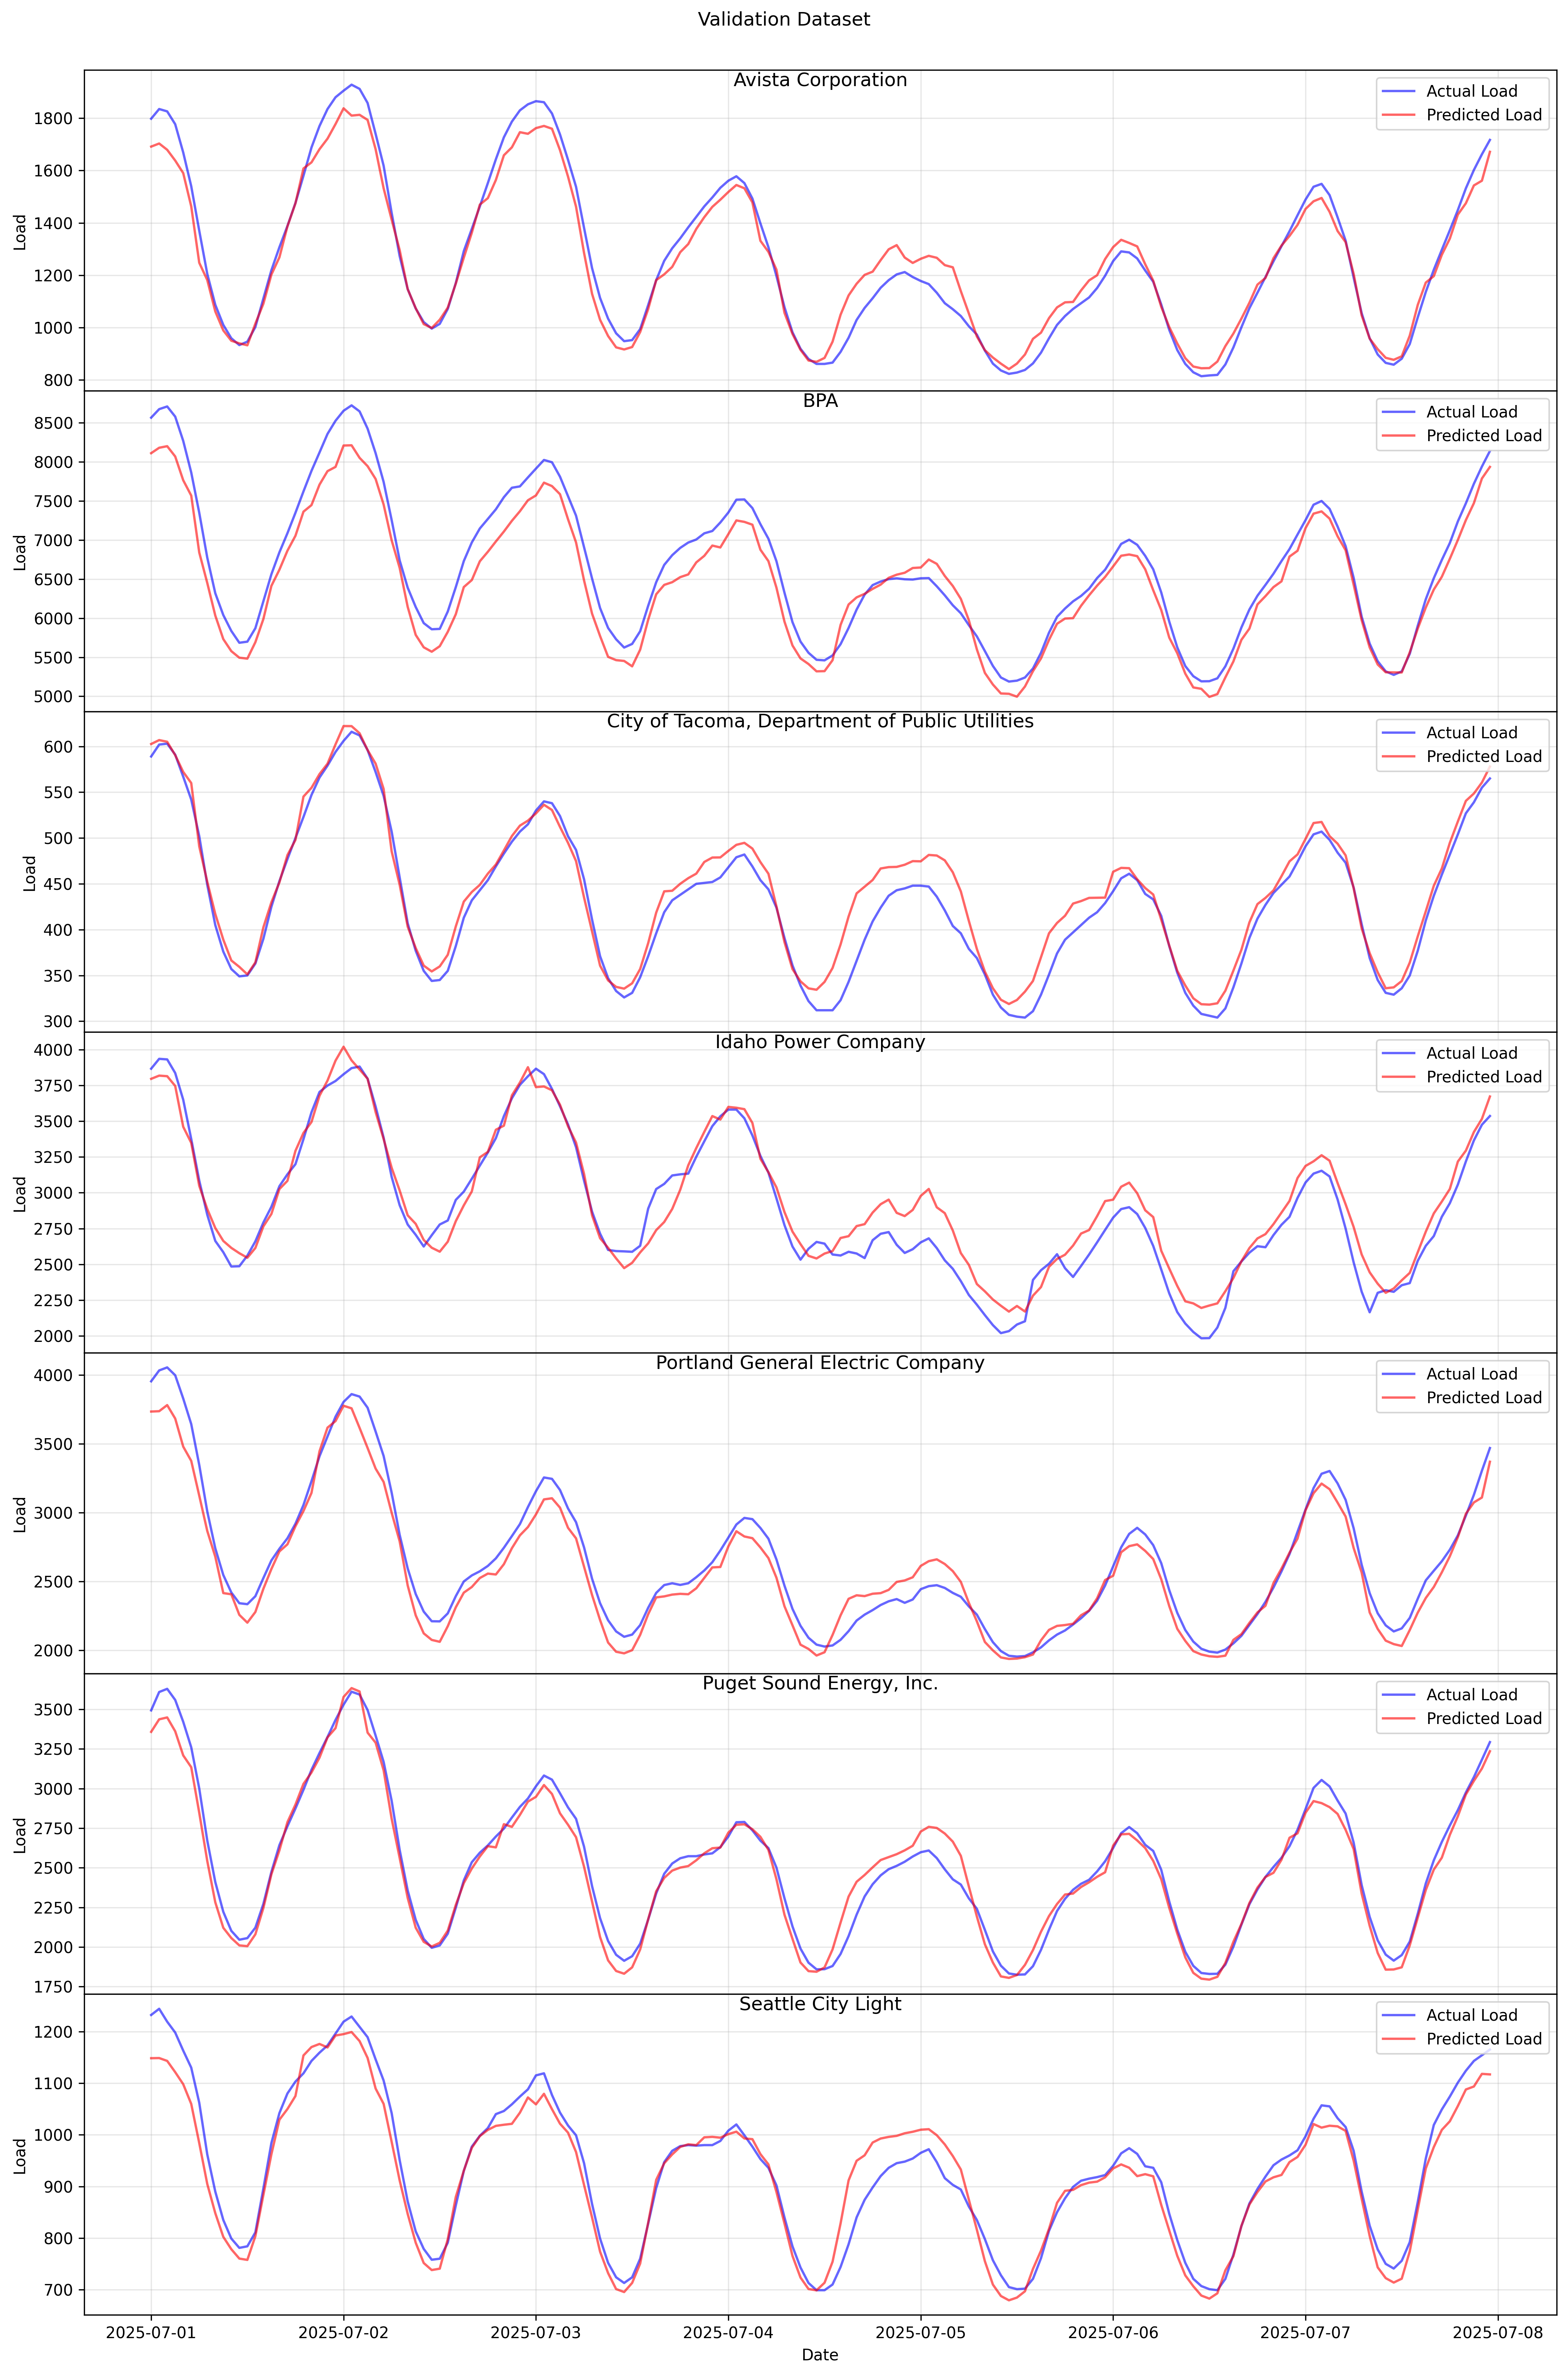 Validation Dataset
Avista Corporation
Actual Load
Predicted Load
Load
1800
1600
1400
1200
1000
800
BPA
Actual Load
Predicted Load
Load
8500
8000
7500
7000
6500
6000
5500
5000
City of Tacoma, Department of Public Utilities
Actual Load
Predicted Load
Load
600
550
500
450
400
350
300
Idaho Power Company
Actual Load
Predicted Load
Load
4000
3750
3500
3250
3000
2750
2500
2250
2000
Portland General Electric Company
Actual Load
Predicted Load
Load
4000
3500
3000
2500
2000
Puget Sound Energy, Inc.
Actual Load
Predicted Load
Load
3500
3250
3000
2750
2500
2250
2000
1750
Seattle City Light
Actual Load
Predicted Load
Load
1200
1100
1000
900
800
700
2025-07-01 2025-07-02 2025-07-03 2025-07-04 2025-07-05 2025-07-06 2025-07-07 2025-07-08
Date